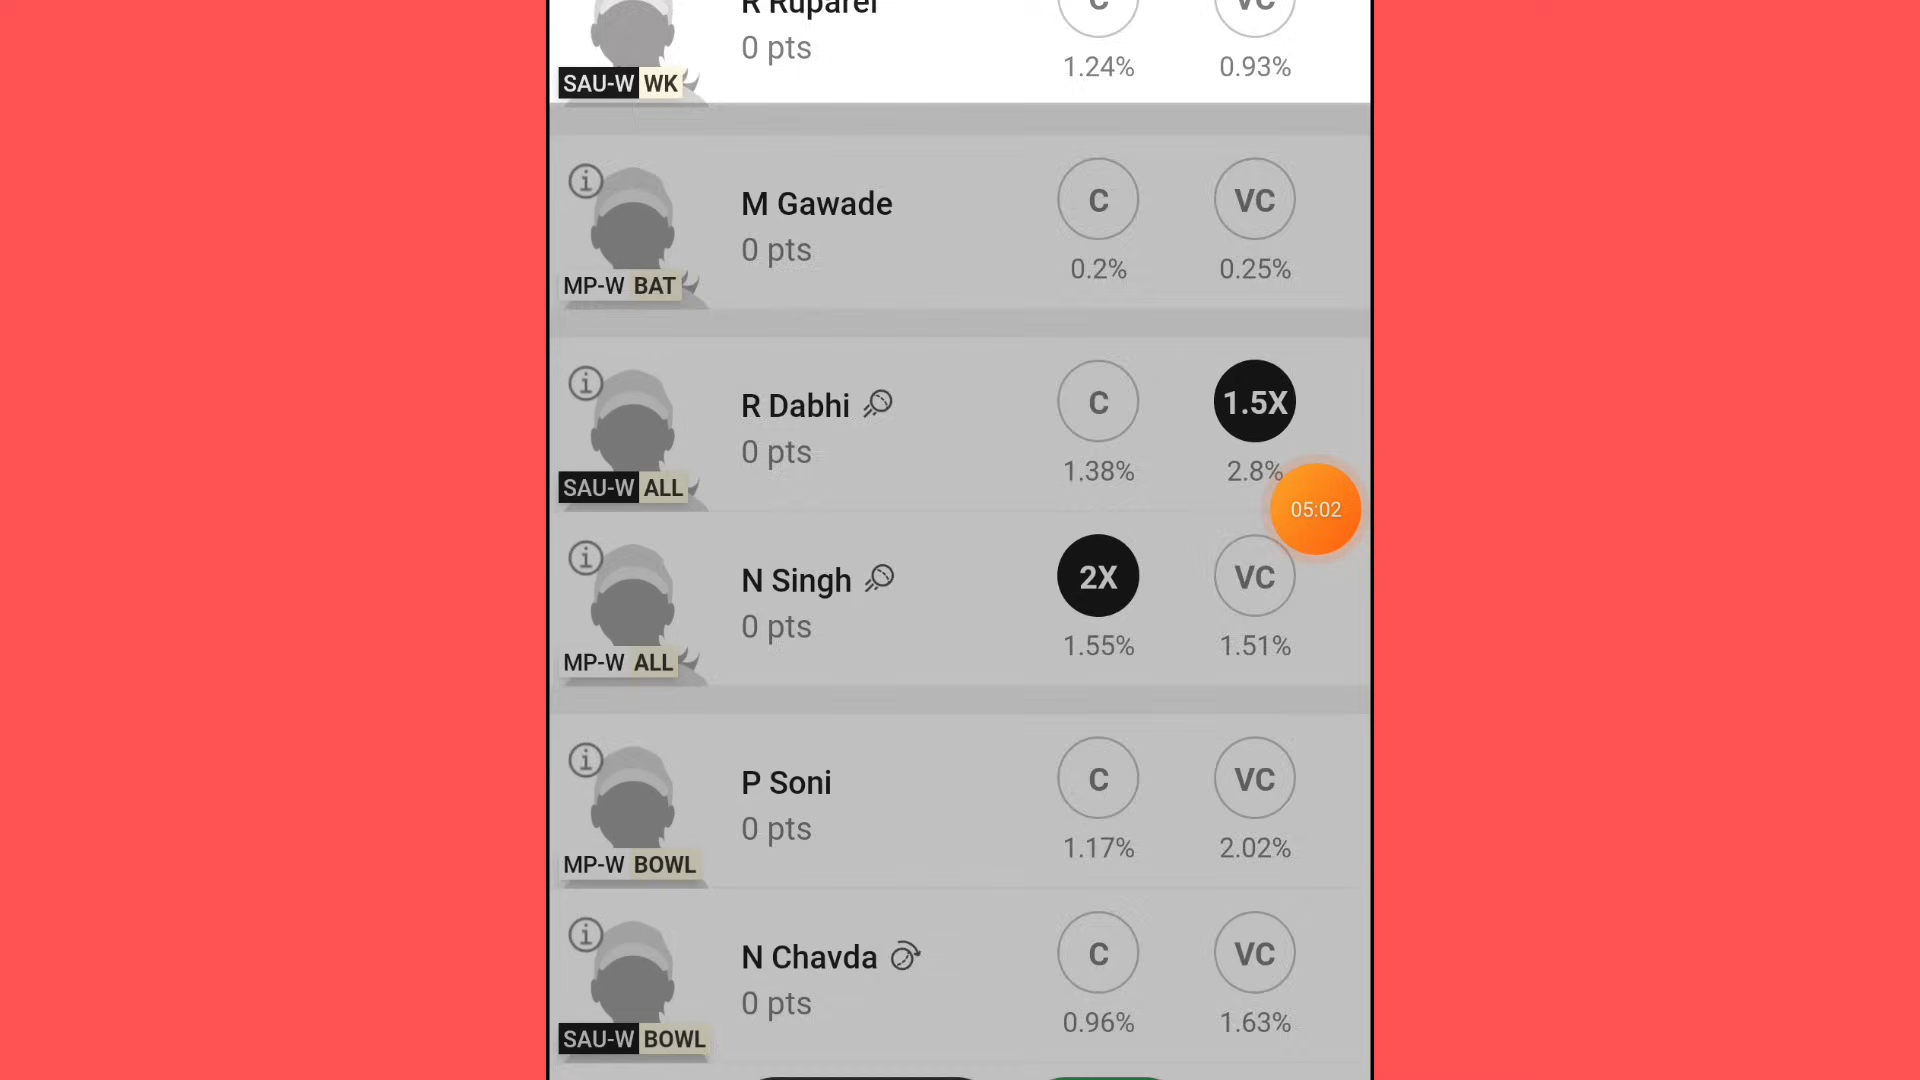 R Ruparel C VC
0 pts
1.24% 0.93%
SAU-W WK
M Gawade C VC
0 pts
0.2% 0.25%
MP-W BAT
R Dabhi C 1.5X
0 pts
1.38% 2.8%
SAU-W ALL
05:02
N Singh 2X VC
0 pts
1.55% 1.51%
MP-W ALL
P Soni C VC
0 pts
1.17% 2.02%
MP-W BOWL
N Chavda C VC
0 pts
0.96% 1.63%
SAU-W BOWL